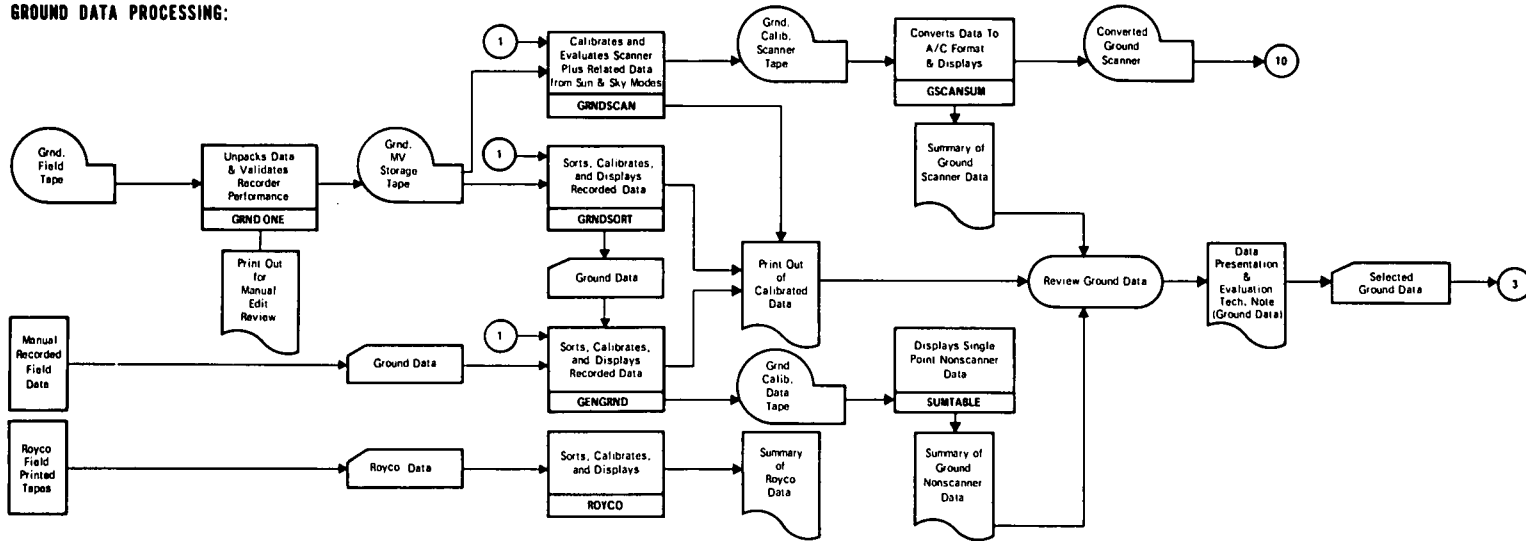 GROUND DATA PROCESSING:
1
Calibrates and
Evaluates Scanner
Plus Related Data
from Sun & Sky Modes
GRNDSCAN
Grnd.
Calib.
Scanner
Tape
Converts Data To
A/C Format
& Displays
GSCANSUM
Converted
Ground
Scanner
10
Grnd.
Field
Tape
Unpacks Data
& Validates
Recorder
Performance
GRND ONE
Grnd.
MV
Storage
Tape
1
Sorts, Calibrates,
and Displays
Recorded Data
GRNDSORT
Summary of
Ground
Scanner Data
Print Out
for
Manual
Edit
Review
Ground Data
Print Out
of
Calibrated
Data
Review Ground Data
Data
Presentation
&
Evaluation
Tech. Note
(Ground Data)
Selected
Ground Data
3
Manual
Recorded
Field
Data
Ground Data
1
Sorts, Calibrates,
and Displays
Recorded Data
GENGRND
Grnd
Calib.
Data
Tape
Displays Single
Point Nonscanner
Data
SUMTABLE
Royco
Field
Printed
Tapes
Royco Data
Sorts, Calibrates,
and Displays
ROYCO
Summary
of
Royco
Data
Summary of
Ground
Nonscanner
Data